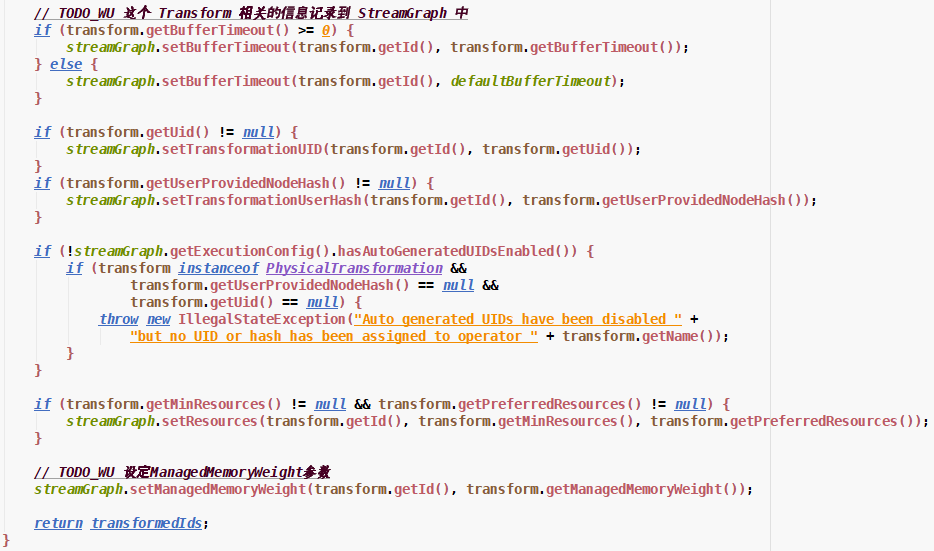 // TODO_WU 这个 Transform 相关的信息记录到 StreamGraph 中
if (transform.getBufferTimeout() >= 0) {
    streamGraph.setBufferTimeout(transform.getId(), transform.getBufferTimeout());
} else {
    streamGraph.setBufferTimeout(transform.getId(), defaultBufferTimeout);
}

if (transform.getUid() != null) {
    streamGraph.setTransformationUID(transform.getId(), transform.getUid());
}
if (transform.getUserProvidedNodeHash() != null) {
    streamGraph.setTransformationUserHash(transform.getId(), transform.getUserProvidedNodeHash());
}

if (!streamGraph.getExecutionConfig().hasAutoGeneratedUIDsEnabled()) {
    if (transform instanceof PhysicalTransformation &&
            transform.getUserProvidedNodeHash() == null &&
            transform.getUid() == null) {
        throw new IllegalStateException("Auto generated UIDs have been disabled " +
            "but no UID or hash has been assigned to operator " + transform.getName());
    }
}

if (transform.getMinResources() != null && transform.getPreferredResources() != null) {
    streamGraph.setResources(transform.getId(), transform.getMinResources(), transform.getPreferredResources());
}

// TODO_WU 设定ManagedMemoryWeight参数
streamGraph.setManagedMemoryWeight(transform.getId(), transform.getManagedMemoryWeight());

return transformedIds;
}